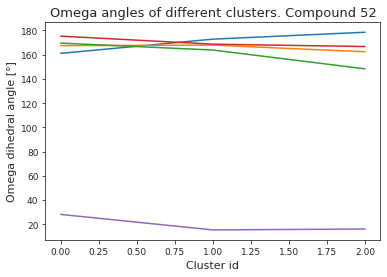 Omega angles of different clusters. Compound 52
Omega dihedral angle [°]
180
160
140
120
100
80
60
40
20
0.00 0.25 0.50 0.75 1.00 1.25 1.50 1.75 2.00
Cluster id